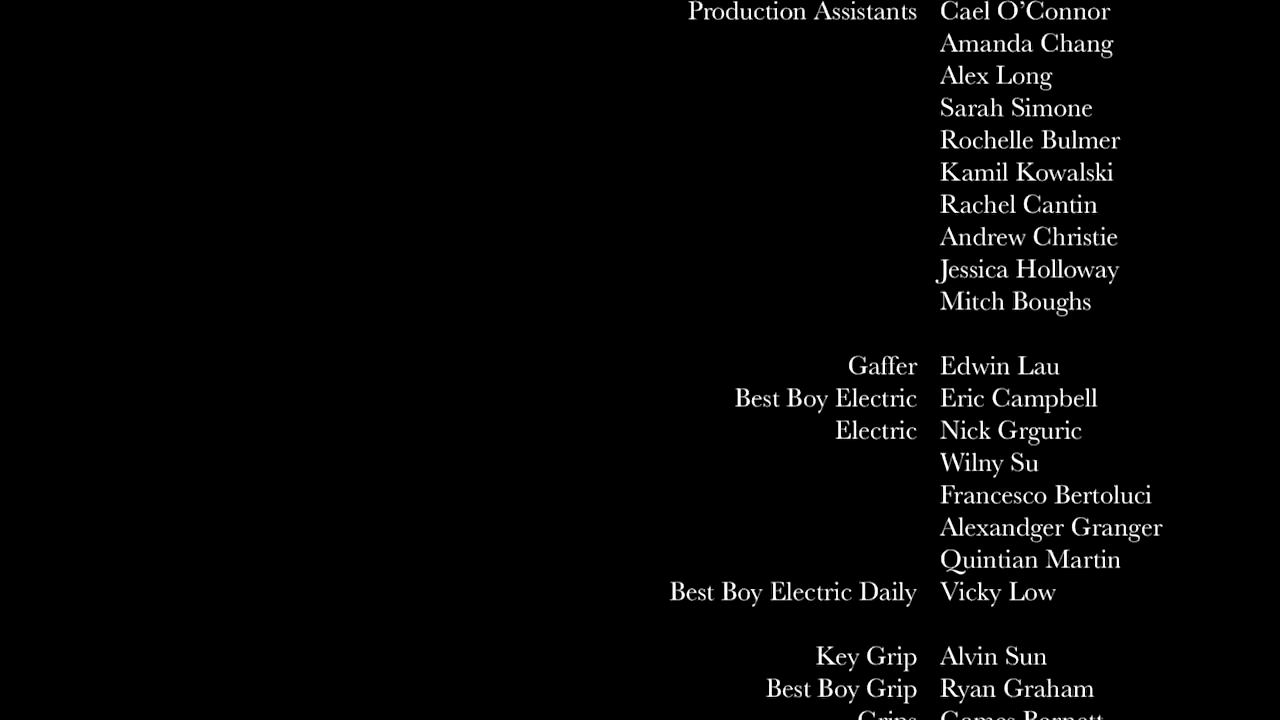 Production Assistants Cael O’Connor
Amanda Chang
Alex Long
Sarah Simone
Rochelle Bulmer
Kamil Kowalski
Rachel Cantin
Andrew Christie
Jessica Holloway
Mitch Boughs
Gaffer Edwin Lau
Best Boy Electric Eric Campbell
Electric Nick Grguric
Wilny Su
Francesco Bertoluci
Alexandger Granger
Quintian Martin
Best Boy Electric Daily Vicky Low
Key Grip Alvin Sun
Best Boy Grip Ryan Graham
Grips